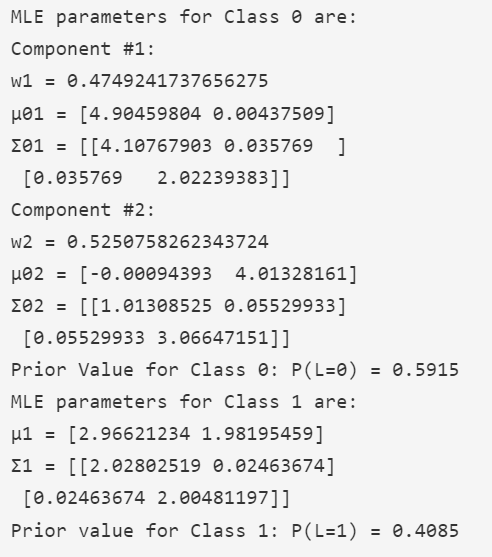 MLE parameters for Class 0 are:
Component #1:
w1 = 0.4749241737656275
μ01 = [4.90459804 0.00437509]
Σ01 = [[4.10767903 0.035769  ]
 [0.035769   2.02239383]]
Component #2:
w2 = 0.5250758262343724
μ02 = [-0.00094393  4.01328161]
Σ02 = [[1.01308525 0.05529933]
 [0.05529933 3.06647151]]
Prior Value for Class 0: P(L=0) = 0.5915
MLE parameters for Class 1 are:
μ1 = [2.96621234 1.98195459]
Σ1 = [[2.02802519 0.02463674]
 [0.02463674 2.00481197]]
Prior value for Class 1: P(L=1) = 0.4085